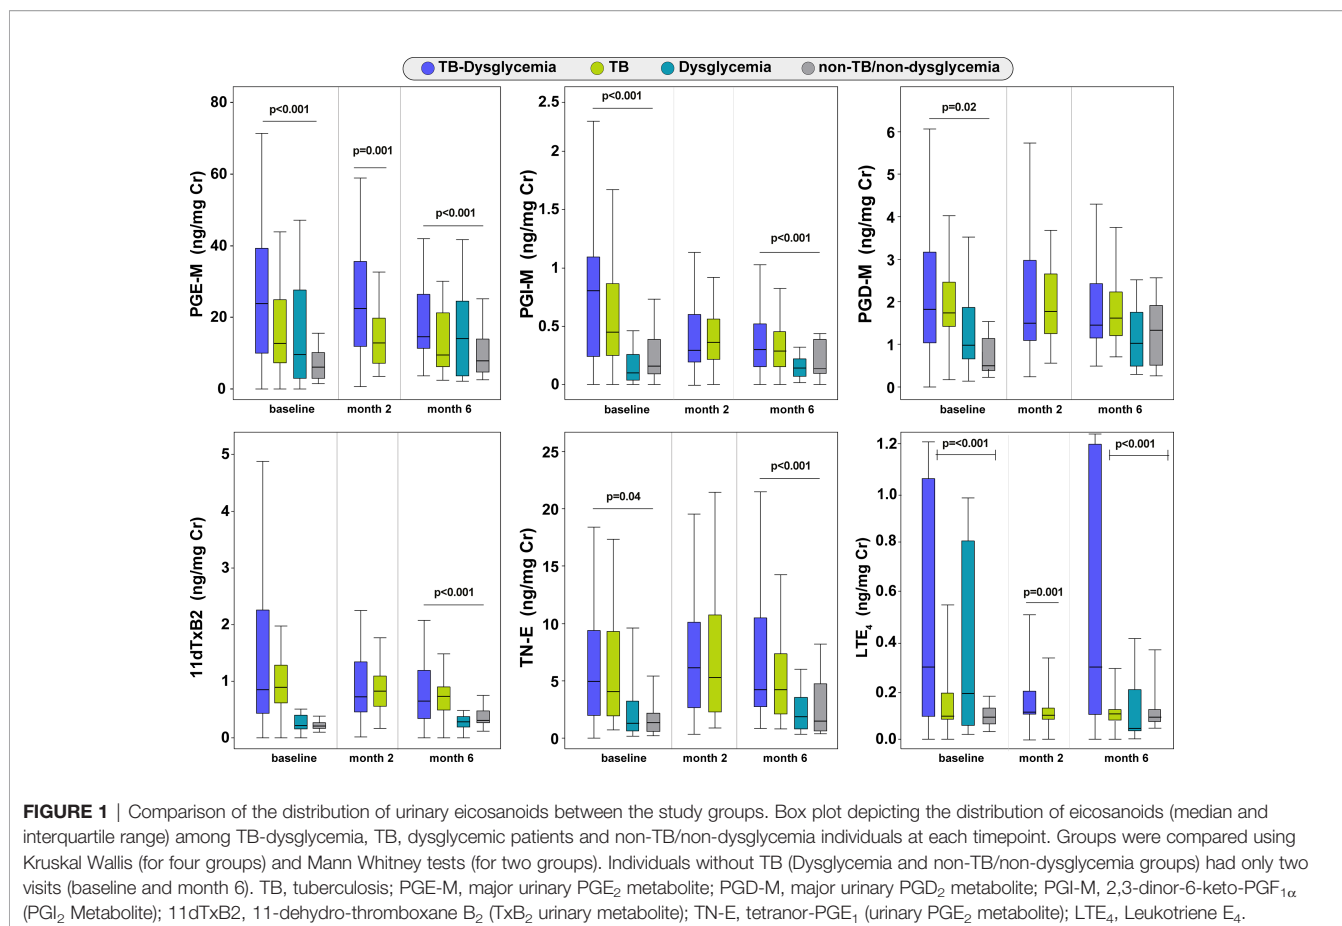 TB-Dysglycemia TB Dysglycemia non-TB/non-dysglycemia
PGE-M (ng/mg Cr)
80
60
40
20
0
p<0.001
p=0.001
p<0.001
baseline month 2 month 6
PGI-M (ng/mg Cr)
2.5
2
1.5
1
0.5
0
p<0.001
p<0.001
baseline month 2 month 6
PGD-M (ng/mg Cr)
6
5
4
3
2
1
0
p=0.02
baseline month 2 month 6
11dTxB2 (ng/mg Cr)
5
4
3
2
1
0
p<0.001
baseline month 2 month 6
TN-E (ng/mg Cr)
25
20
15
10
5
0
p=0.04
p<0.001
baseline month 2 month 6
LTE4 (ng/mg Cr)
1.2
1.0
0.8
0.6
0.4
0.2
0.0
p=<0.001
p=0.001
p<0.001
baseline month 2 month 6
FIGURE 1 | Comparison of the distribution of urinary eicosanoids between the study groups. Box plot depicting the distribution of eicosanoids (median and
interquartile range) among TB-dysglycemia, TB, dysglycemic patients and non-TB/non-dysglycemia individuals at each timepoint. Groups were compared using
Kruskal Wallis (for four groups) and Mann Whitney tests (for two groups). Individuals without TB (Dysglycemia and non-TB/non-dysglycemia groups) had only two
visits (baseline and month 6). TB, tuberculosis; PGE-M, major urinary PGE2 metabolite; PGD-M, major urinary PGD2 metabolite; PGI-M, 2,3-dinor-6-keto-PGF1α
(PGI2 Metabolite); 11dTxB2, 11-dehydro-thromboxane B2 (TxB2 urinary metabolite); TN-E, tetranor-PGE1 (urinary PGE2 metabolite); LTE4, Leukotriene E4.